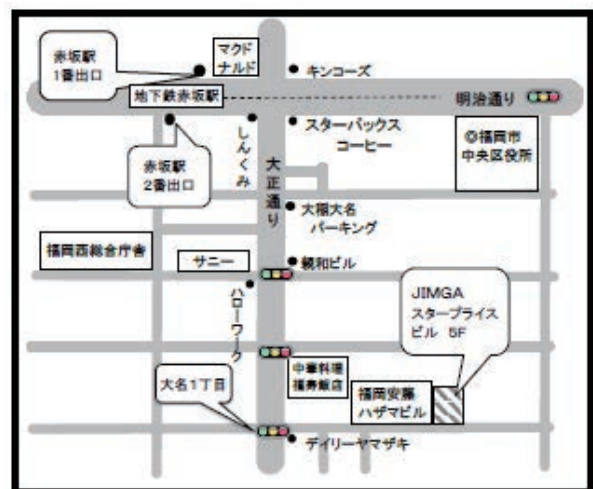 赤坂駅
1番出口
マクド
ナルド
キンコーズ
地下鉄赤坂駅
明治通り
しんくみ
スターバックス
コーヒー
◎福岡市
中央区役所
赤坂駅
2番出口
大正通り
大稲大名
パーキング
福岡西総合庁舎
サニー
親和ビル
ハローワーク
JIMGA
スタープライス
ビル 5F
中華料理
福寿飯店
福岡安藤
ハザマビル
大名1丁目
デイリーヤマザキ